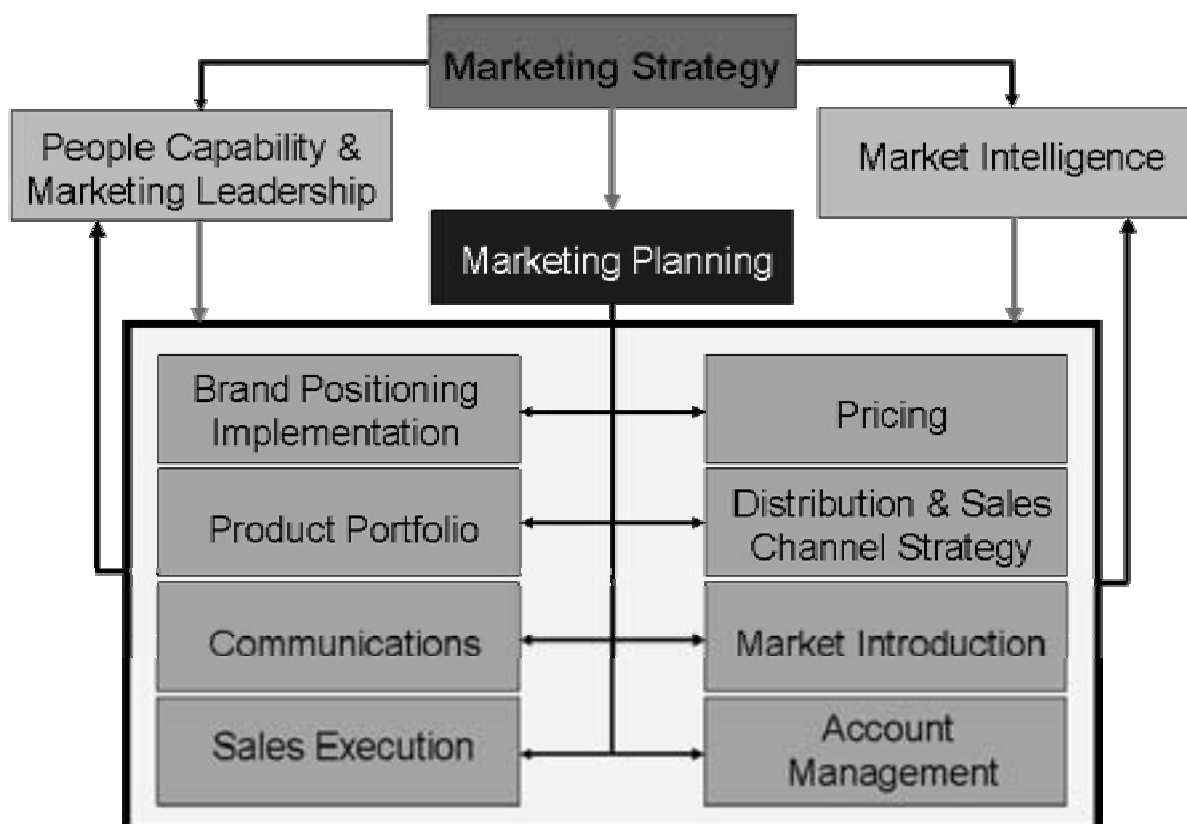 Marketing Strategy
People Capability &
Marketing Leadership
Market Intelligence
Marketing Planning
Brand Positioning
Implementation
Pricing
Product Portfolio
Distribution & Sales
Channel Strategy
Communications
Market Introduction
Sales Execution
Account
Management